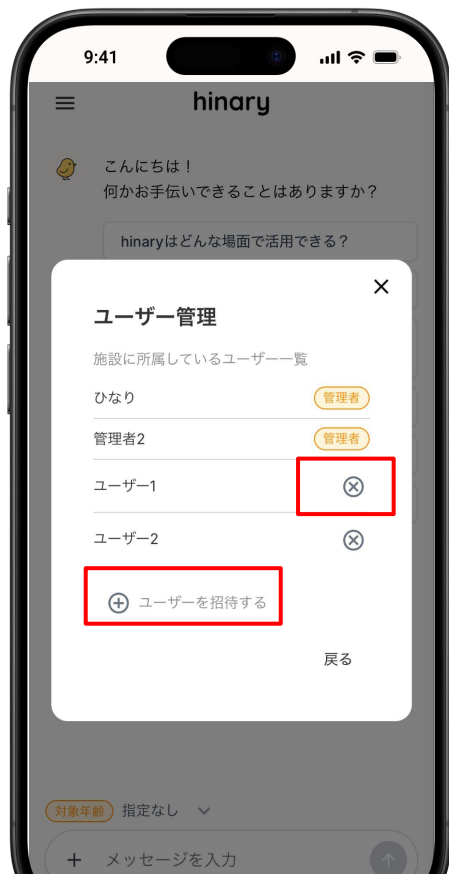 9:41
hinary
こんにちは！
何かお手伝いできることはありますか？
hinaryはどんな場面で活用できる？
ユーザー管理
施設に所属しているユーザー一覧
ひなり 管理者
管理者2 管理者
ユーザー1
ユーザー2
ユーザーを招待する
戻る
対象年齢 指定なし
メッセージを入力